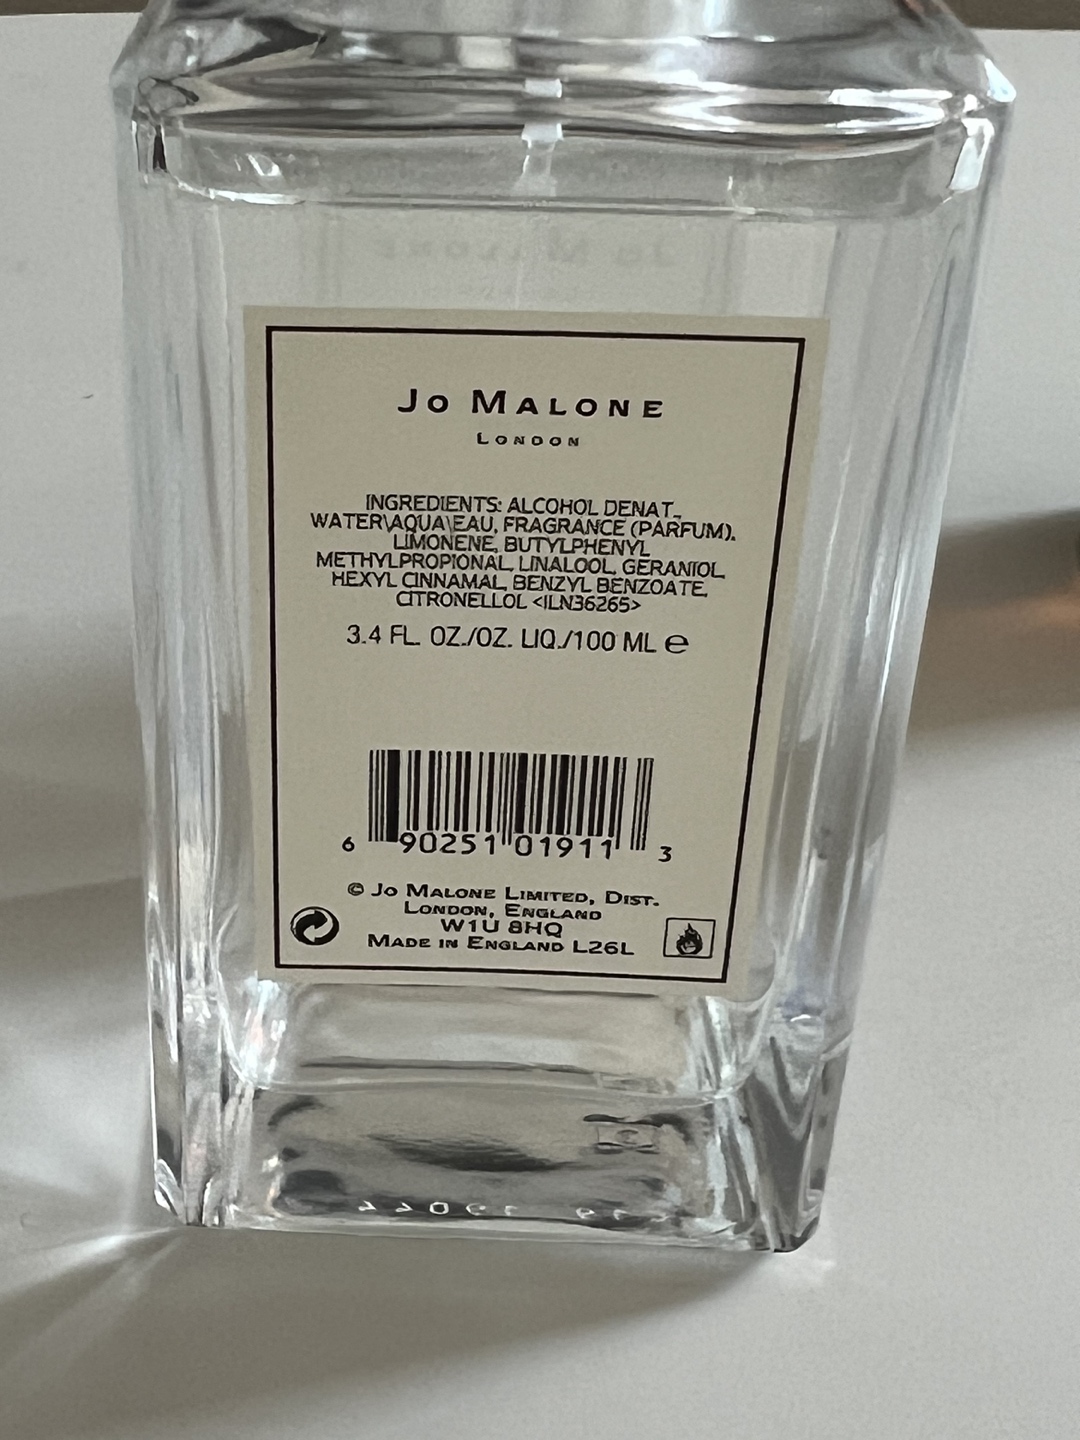 Jo Malone
JO MALONE
LONDON
INGREDIENTS: ALCOHOL DENAT.,
WATER\AQUA\EAU, FRAGRANCE (PARFUM),
LIMONENE, BUTYLPHENYL
METHYLPROPIONAL, LINALOOL, GERANIOL,
HEXYL CINNAMAL, BENZYL BENZOATE,
CITRONELLOL <ILN36265>
3.4 FL. OZ./OZ. LIQ./100 ML e
6 90251 01911 3
© JO MALONE LIMITED, DIST.
LONDON, ENGLAND
W1U 8HQ
MADE IN ENGLAND L26L